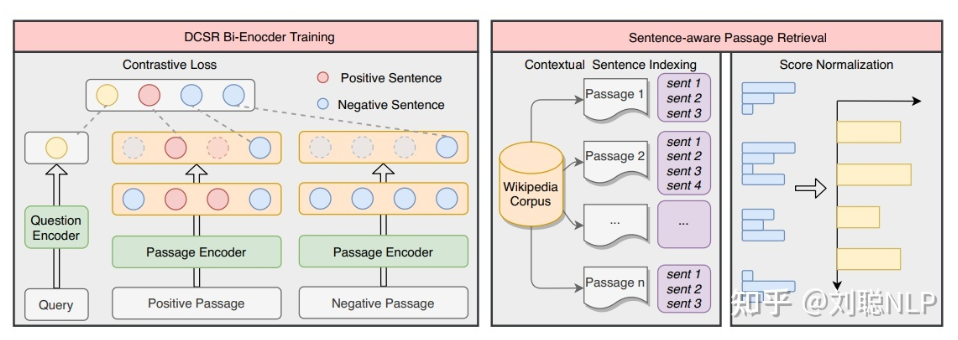 DCSR Bi-Enocder Training
Contrastive Loss
Positive Sentence
Negative Sentence
Question
Encoder
Passage Encoder
Passage Encoder
Query
Positive Passage
Negative Passage
Sentence-aware Passage Retrieval
Contextual Sentence Indexing
Wikipedia
Corpus
Passage 1
sent 1
sent 2
sent 3
Passage 2
sent 1
sent 2
sent 3
sent 4
...
...
Passage n
sent 1
sent 2
sent 3
Score Normalization
知乎 @刘聪NLP